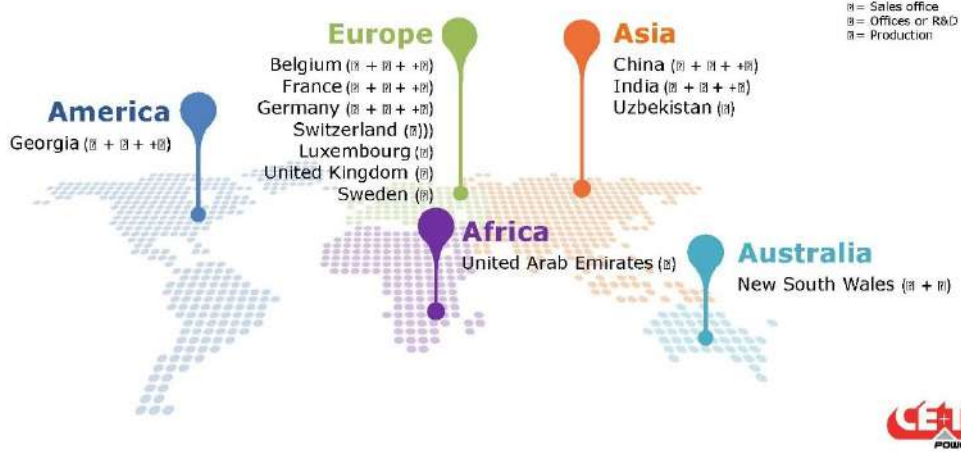 = Sales office
= Offices or R&D
= Production
Europe
Belgium (⍰ + ⍰ + +⍰)
France (⍰ + ⍰ + +⍰)
Germany (⍰ + ⍰ + +⍰)
Switzerland (⍰)))
Luxembourg (⍰)
United Kingdom (⍰)
Sweden (⍰)
Asia
China (⍰ + ⍰ + +⍰)
India (⍰ + ⍰ + +⍰)
Uzbekistan (⍰)
America
Georgia (⍰ + ⍰ + +⍰)
Africa
United Arab Emirates (⍰)
Australia
New South Wales (⍰ + ⍰)
CE+T